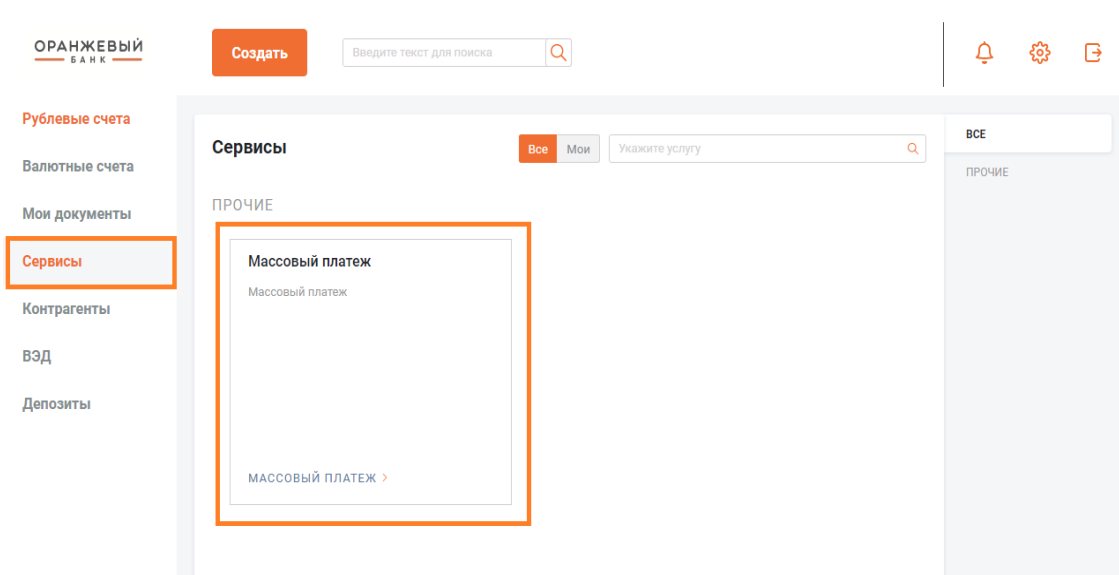 ОРАНЖЕВЫЙ
БАНК
Создать
Введите текст для поиска
Рублевые счета
Валютные счета
Мои документы
Сервисы
Контрагенты
ВЭД
Депозиты
Сервисы
Все
Мои
Укажите услугу
ПРОЧИЕ
Массовый платеж
Массовый платеж
МАССОВЫЙ ПЛАТЕЖ >
ВСЕ
ПРОЧИЕ